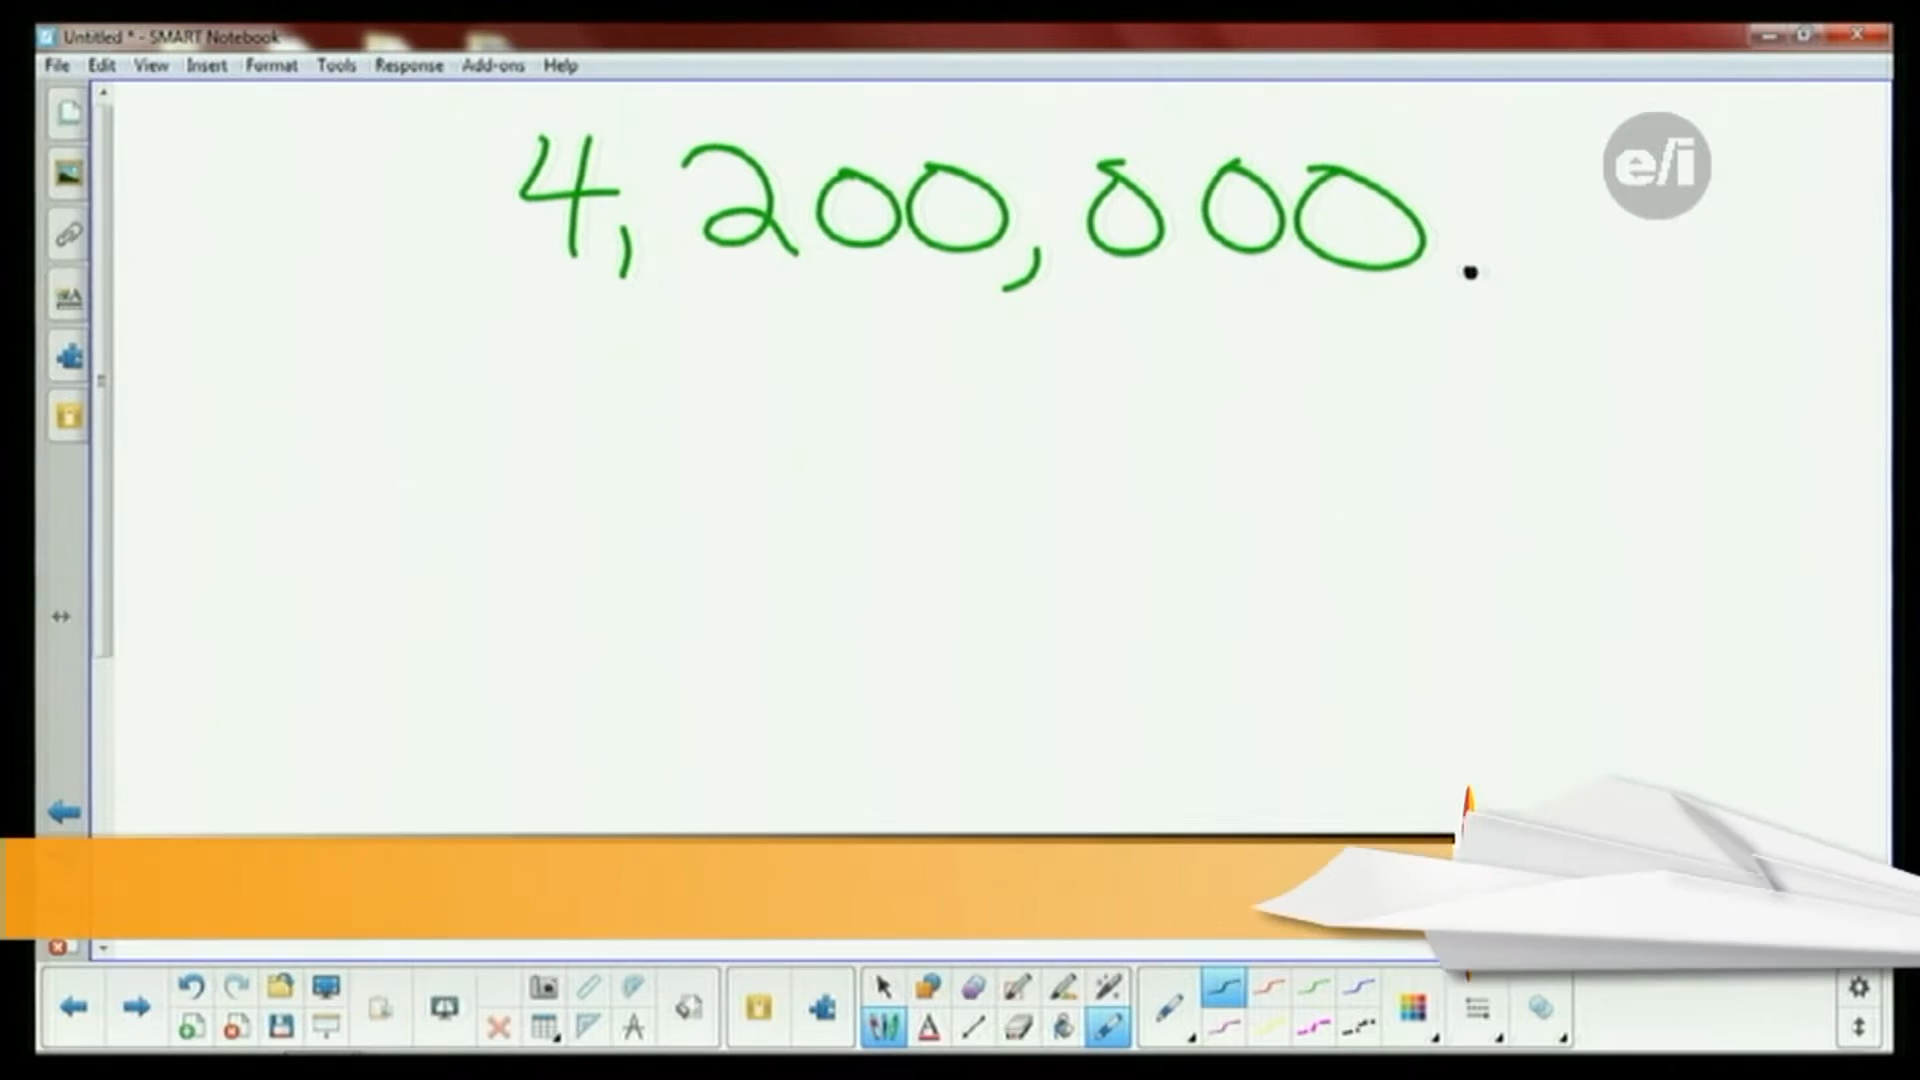 Untitled * - SMART Notebook
File Edit View Insert Format Tools Response Add-ons Help
4,200,000.
e/i